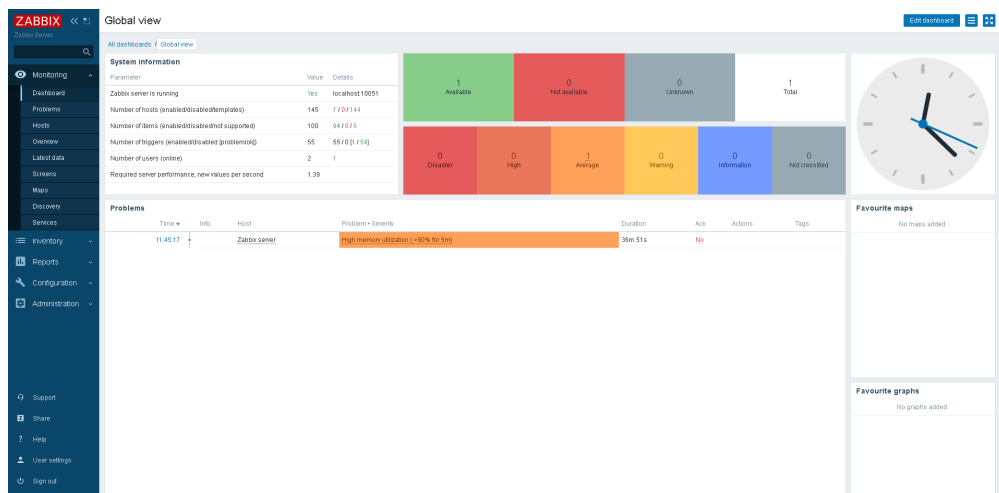 ZABBIX
Zabbix Server
Monitoring
Dashboard
Problems
Hosts
Overview
Latest data
Screens
Maps
Discovery
Services
Inventory
Reports
Configuration
Administration
Support
Share
Help
User settings
Sign out
Global view
Edit dashboard
All dashboards / Global view
System information
Parameter Value Details
Zabbix server is running Yes localhost:10051
Number of hosts (enabled/disabled/templates) 145 1 / 0 / 144
Number of items (enabled/disabled/not supported) 100 94 / 0 / 6
Number of triggers (enabled/disabled [problem/ok]) 55 55 / 0 [1 / 54]
Number of users (online) 2 1
Required server performance, new values per second 1.39
1 Available
0 Not available
0 Unknown
1 Total
0 Disaster
0 High
1 Average
0 Warning
0 Information
0 Not classified
Problems
Time Info Host Problem • Severity Duration Ack Actions Tags
11:45:17 Zabbix server High memory utilization ( >90% for 5m) 36m 51s No
Favourite maps
No maps added.
Favourite graphs
No graphs added.